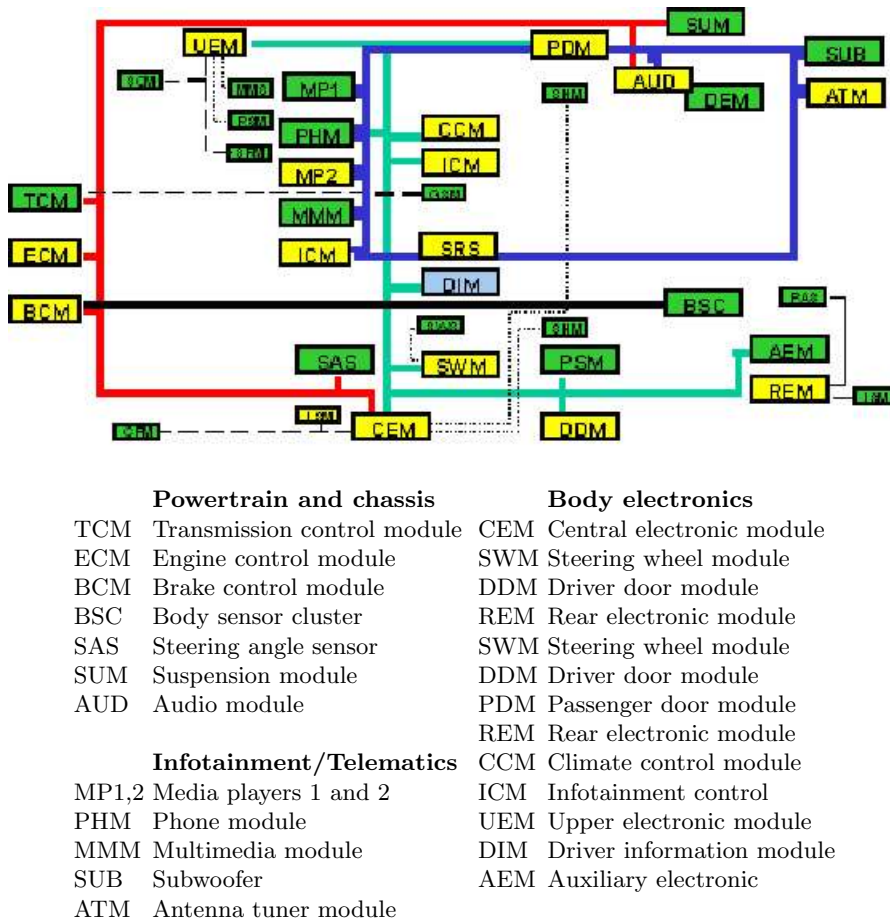 SUM
UEM
PDM
SUB
AUD
MP1
DEM
ATM
PHM
CCM
MP2
ICM
GSM
TCM
MMM
ECM
ICM
SRS
DIM
BCM
BSC
SAS
SWM
PSM
AEM
REM
CEM
DDM
Powertrain and chassis
TCM Transmission control module
ECM Engine control module
BCM Brake control module
BSC Body sensor cluster
SAS Steering angle sensor
SUM Suspension module
AUD Audio module
Infotainment/Telematics
MP1,2 Media players 1 and 2
PHM Phone module
MMM Multimedia module
SUB Subwoofer
ATM Antenna tuner module
Body electronics
CEM Central electronic module
SWM Steering wheel module
DDM Driver door module
REM Rear electronic module
SWM Steering wheel module
DDM Driver door module
PDM Passenger door module
REM Rear electronic module
CCM Climate control module
ICM Infotainment control
UEM Upper electronic module
DIM Driver information module
AEM Auxiliary electronic